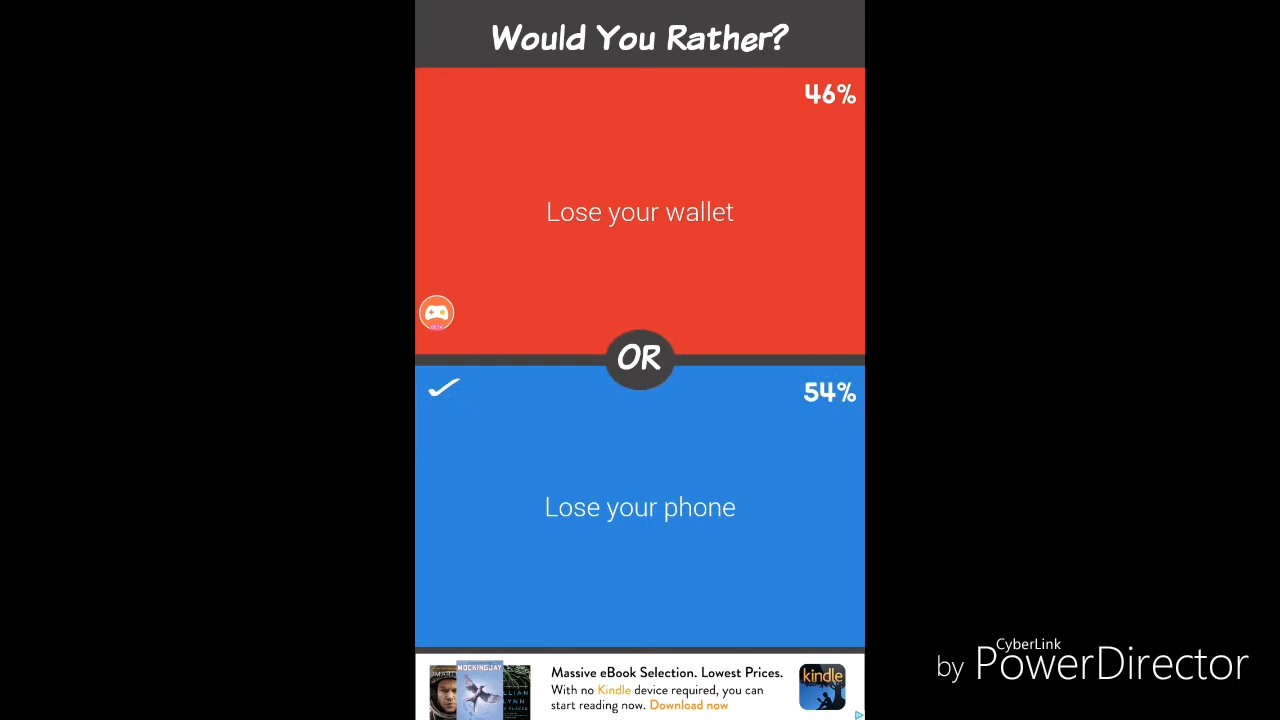 Would You Rather?
46%
Lose your wallet
OR
54%
Lose your phone
MOCKINGJAY
Massive eBook Selection. Lowest Prices.
With no Kindle device required, you can
start reading now. Download now
kindle
CyberLink
by PowerDirector